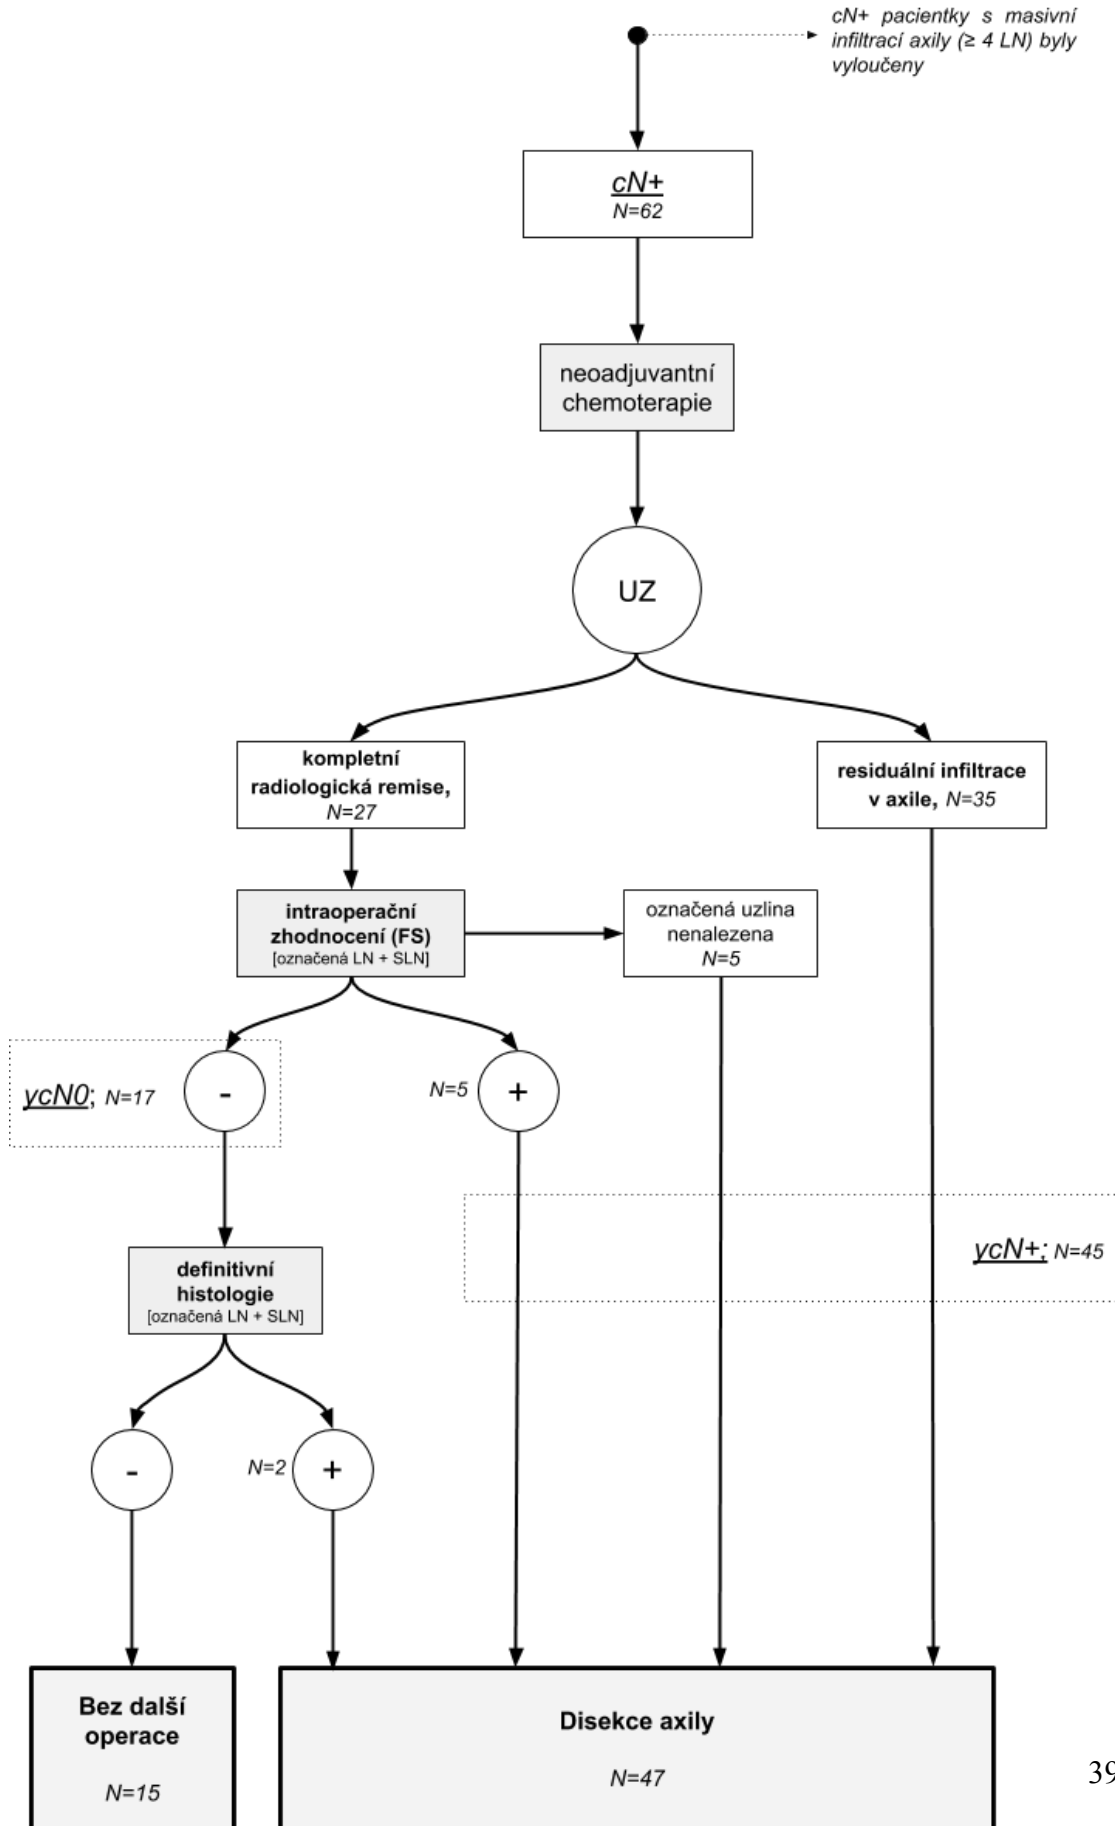 cN+ pacientky s masivní
infiltrací axily (≥ 4 LN) byly
vyloučeny
cN+
N=62
neoadjuvantní
chemoterapie
UZ
kompletní
radiologická remise,
N=27
residuální infiltrace
v axile, N=35
intraoperační
zhodnocení (FS)
[označená LN + SLN]
označená uzlina
nenalezena
N=5
ycN0; N=17
-
N=5
+
ycN+; N=45
definitivní
histologie
[označená LN + SLN]
-
N=2
+
Bez další
operace
N=15
Disekce axily
N=47
39